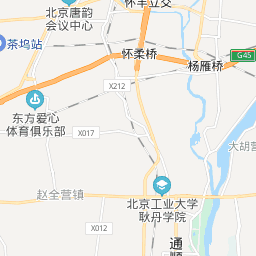 怀丰立交
北京唐韵
会议中心
茶坞站
怀柔桥
G45
杨雁桥
X212
东方爱心
体育俱乐部
X017
大胡营
赵全营镇
北京工业大学
耿丹学院
X012
通
顺